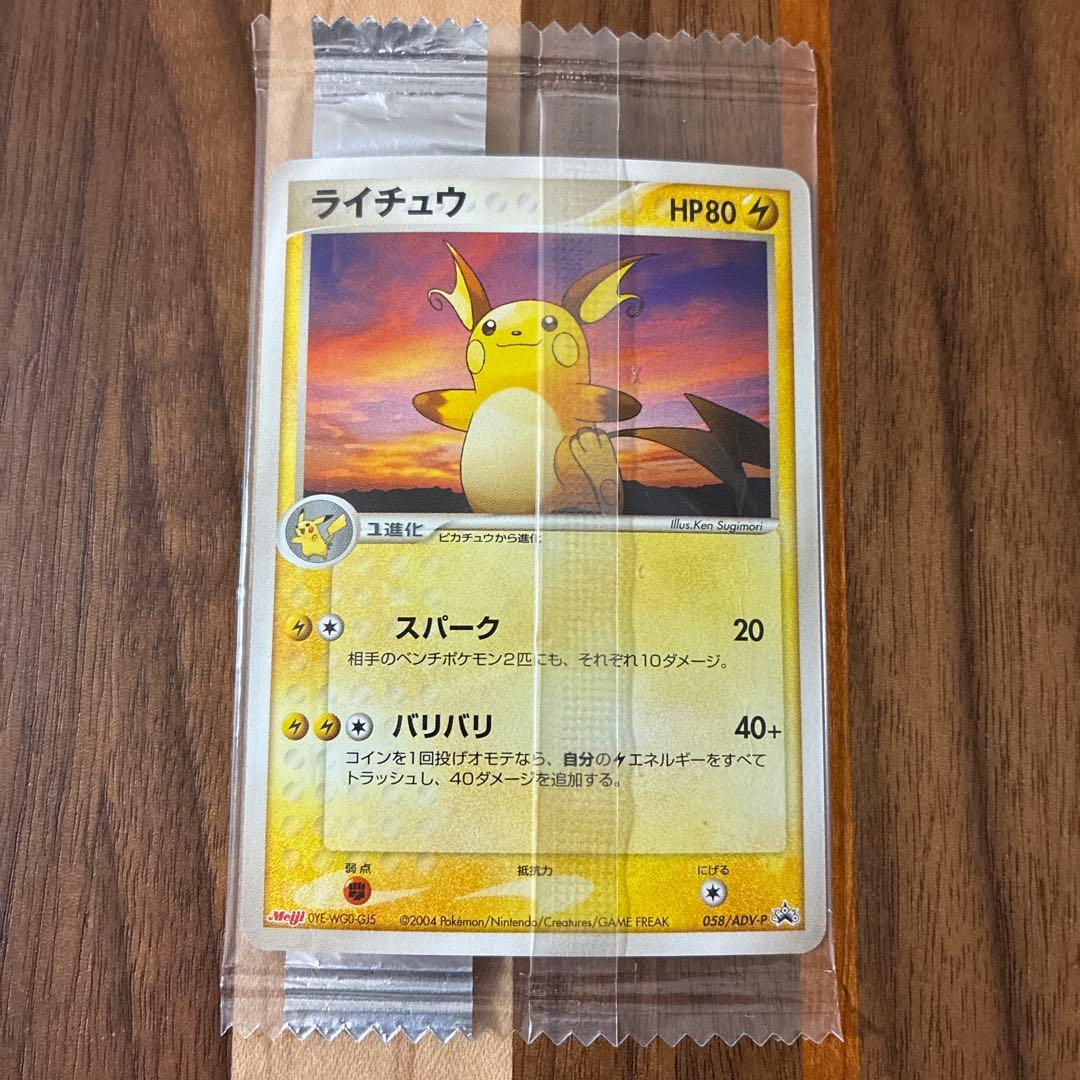 ライチュウ
HP80
Illus.Ken Sugimori
1進化
ピカチュウから進化
スパーク 20
相手のベンチポケモン2匹にも、それぞれ10ダメージ。
バリバリ 40+
コインを1回投げオモテなら、自分のエネルギーをすべて
トラッシュし、40ダメージを追加する。
弱点 抵抗力 にげる
Meiji 0YE-WG0-GJ5 ©2004 Pokémon/Nintendo/Creatures/GAME FREAK 058/ADV-P